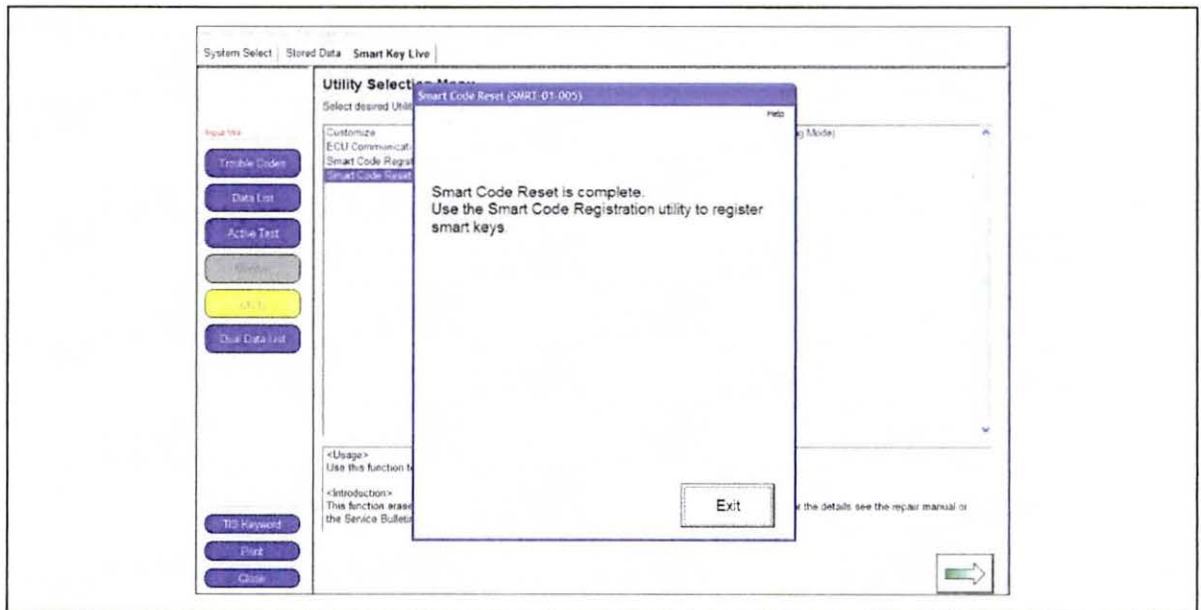 System Select Stored Data Smart Key Live
Utility Selection Menu
Select desired Utili
Customize
g Mode)
ECU Communicati
Smart Code Regist
Smart Code Reset
Trouble Codes
Data List
Active Test
Dual Data List
Smart Code Reset (SMRT-01-005)
Help
Smart Code Reset is complete.
Use the Smart Code Registration utility to register
smart keys.
Exit
<Usage>
Use this function t
<Introduction>
This function erase
r the details see the repair manual or
the Service Bulletin
TIS Keyword
Print
Close